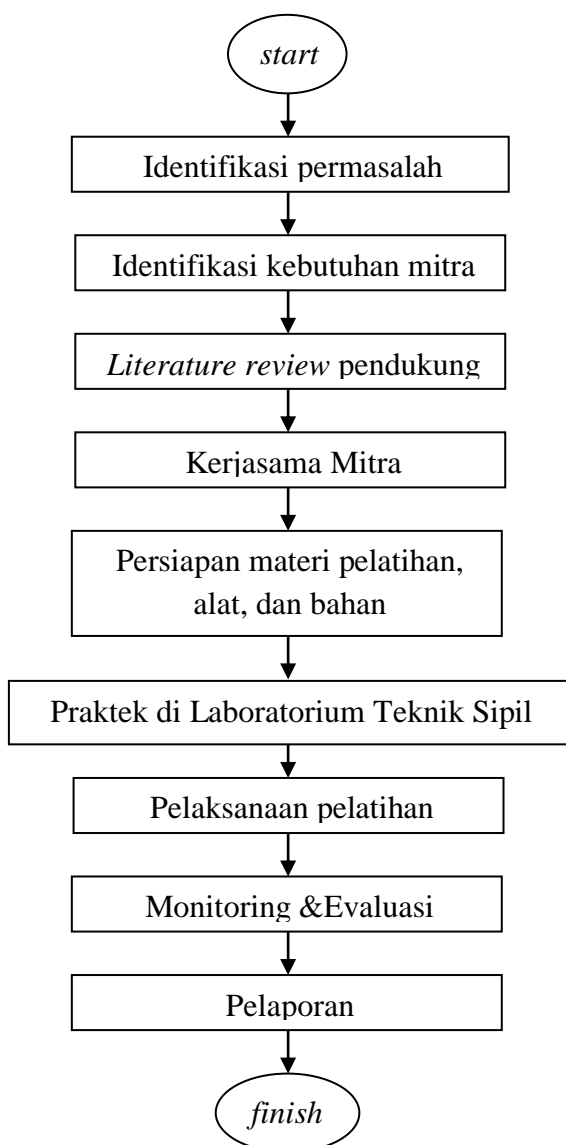 start
Identifikasi permasalah
Identifikasi kebutuhan mitra
Literature review pendukung
Kerjasama Mitra
Persiapan materi pelatihan,
alat, dan bahan
Praktek di Laboratorium Teknik Sipil
Pelaksanaan pelatihan
Monitoring &Evaluasi
Pelaporan
finish